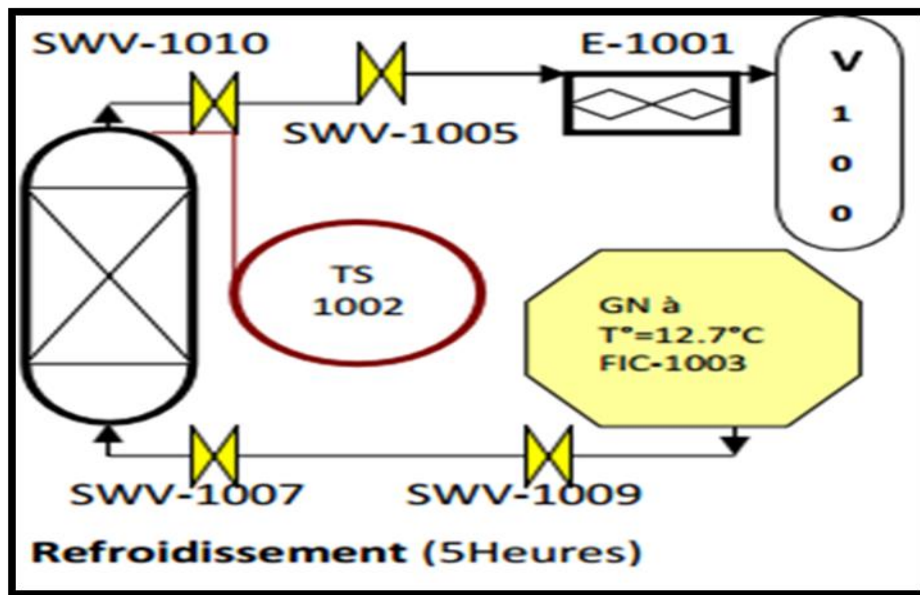 SWV-1010
E-1001
V
1
0
0
SWV-1005
TS
1002
GN à
T°=12.7°C
FIC-1003
SWV-1007
SWV-1009
Refroidissement (5Heures)